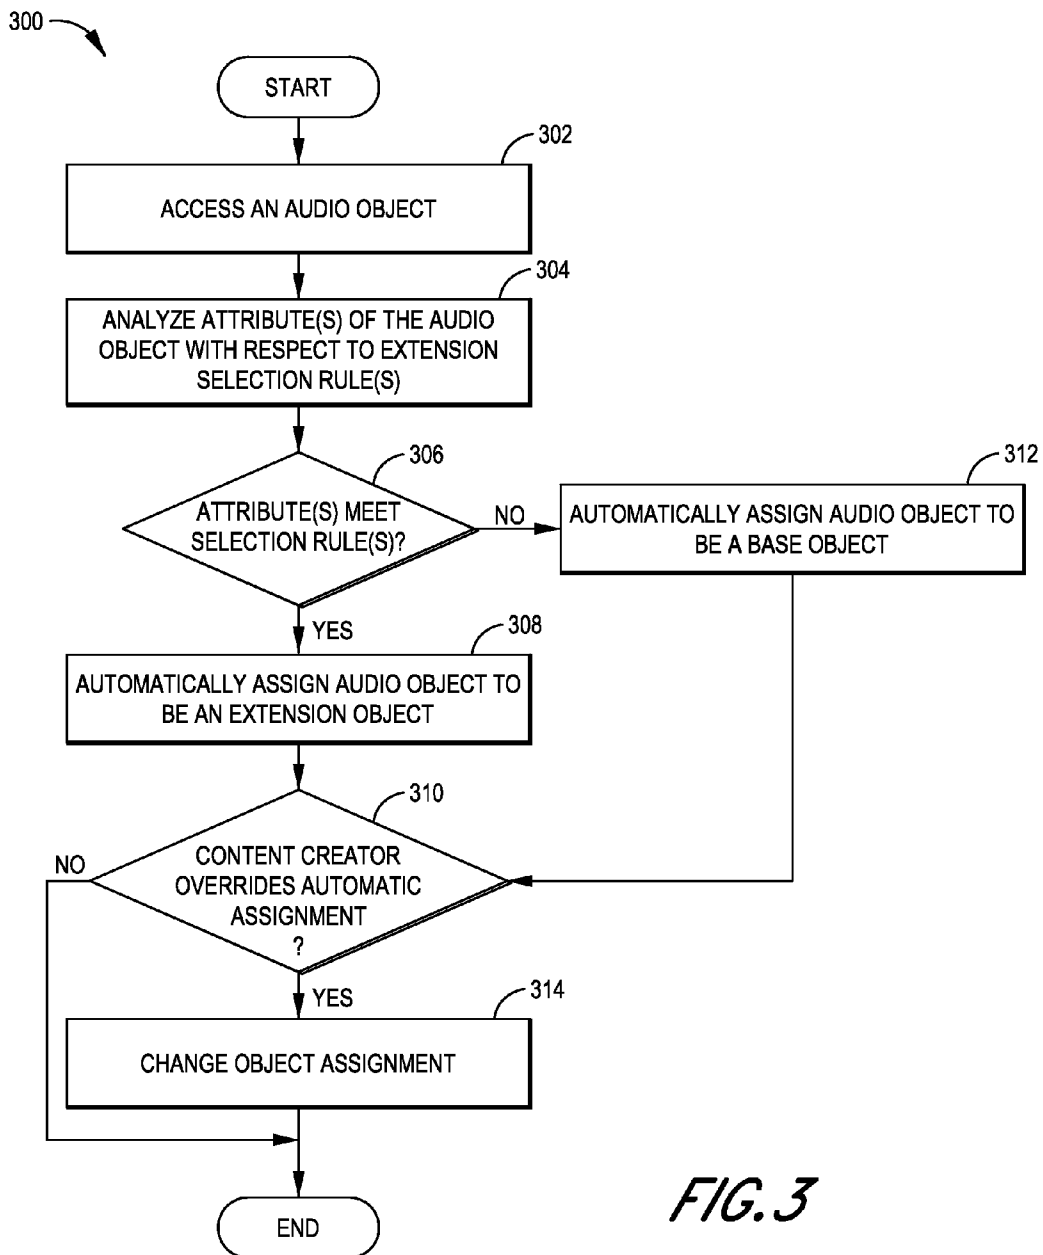 300
START
302
ACCESS AN AUDIO OBJECT
304
ANALYZE ATTRIBUTE(S) OF THE AUDIO
OBJECT WITH RESPECT TO EXTENSION
SELECTION RULE(S)
306
ATTRIBUTE(S) MEET
SELECTION RULE(S)?
NO
312
AUTOMATICALLY ASSIGN AUDIO OBJECT TO
BE A BASE OBJECT
YES
308
AUTOMATICALLY ASSIGN AUDIO OBJECT TO
BE AN EXTENSION OBJECT
310
NO
CONTENT CREATOR
OVERRIDES AUTOMATIC
ASSIGNMENT
?
YES
314
CHANGE OBJECT ASSIGNMENT
END
FIG. 3